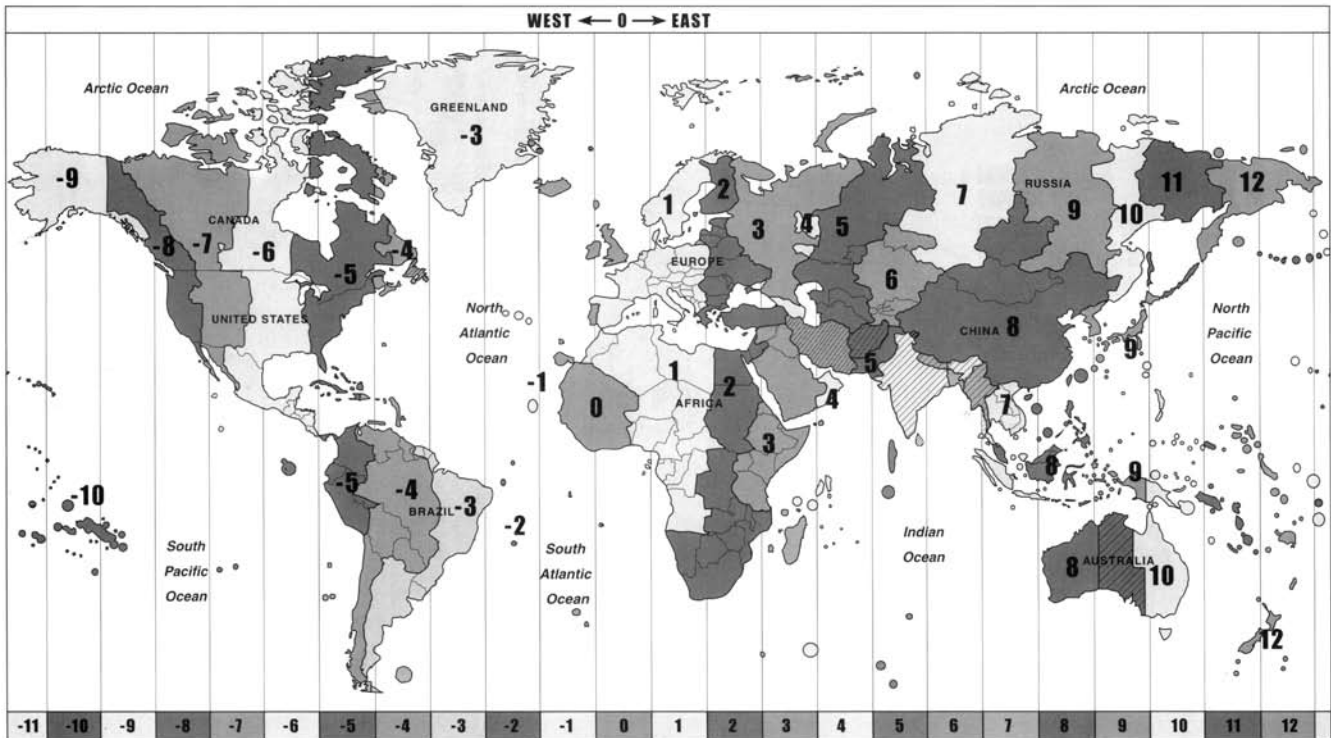 WEST ← 0 → EAST
Arctic Ocean
GREENLAND
-3
Arctic Ocean
-9
CANADA
-8
-7
-6
-5
-4
1
2
3
4
5
7
RUSSIA
9
10
11
12
EUROPE
6
UNITED STATES
North
Atlantic
Ocean
CHINA
8
9
North
Pacific
Ocean
-1
0
1
AFRICA
2
3
4
5
7
8
9
-10
-5
-4
BRAZIL
-3
-2
South
Pacific
Ocean
South
Atlantic
Ocean
Indian
Ocean
8
AUSTRALIA
10
12
-11 -10 -9 -8 -7 -6 -5 -4 -3 -2 -1 0 1 2 3 4 5 6 7 8 9 10 11 12